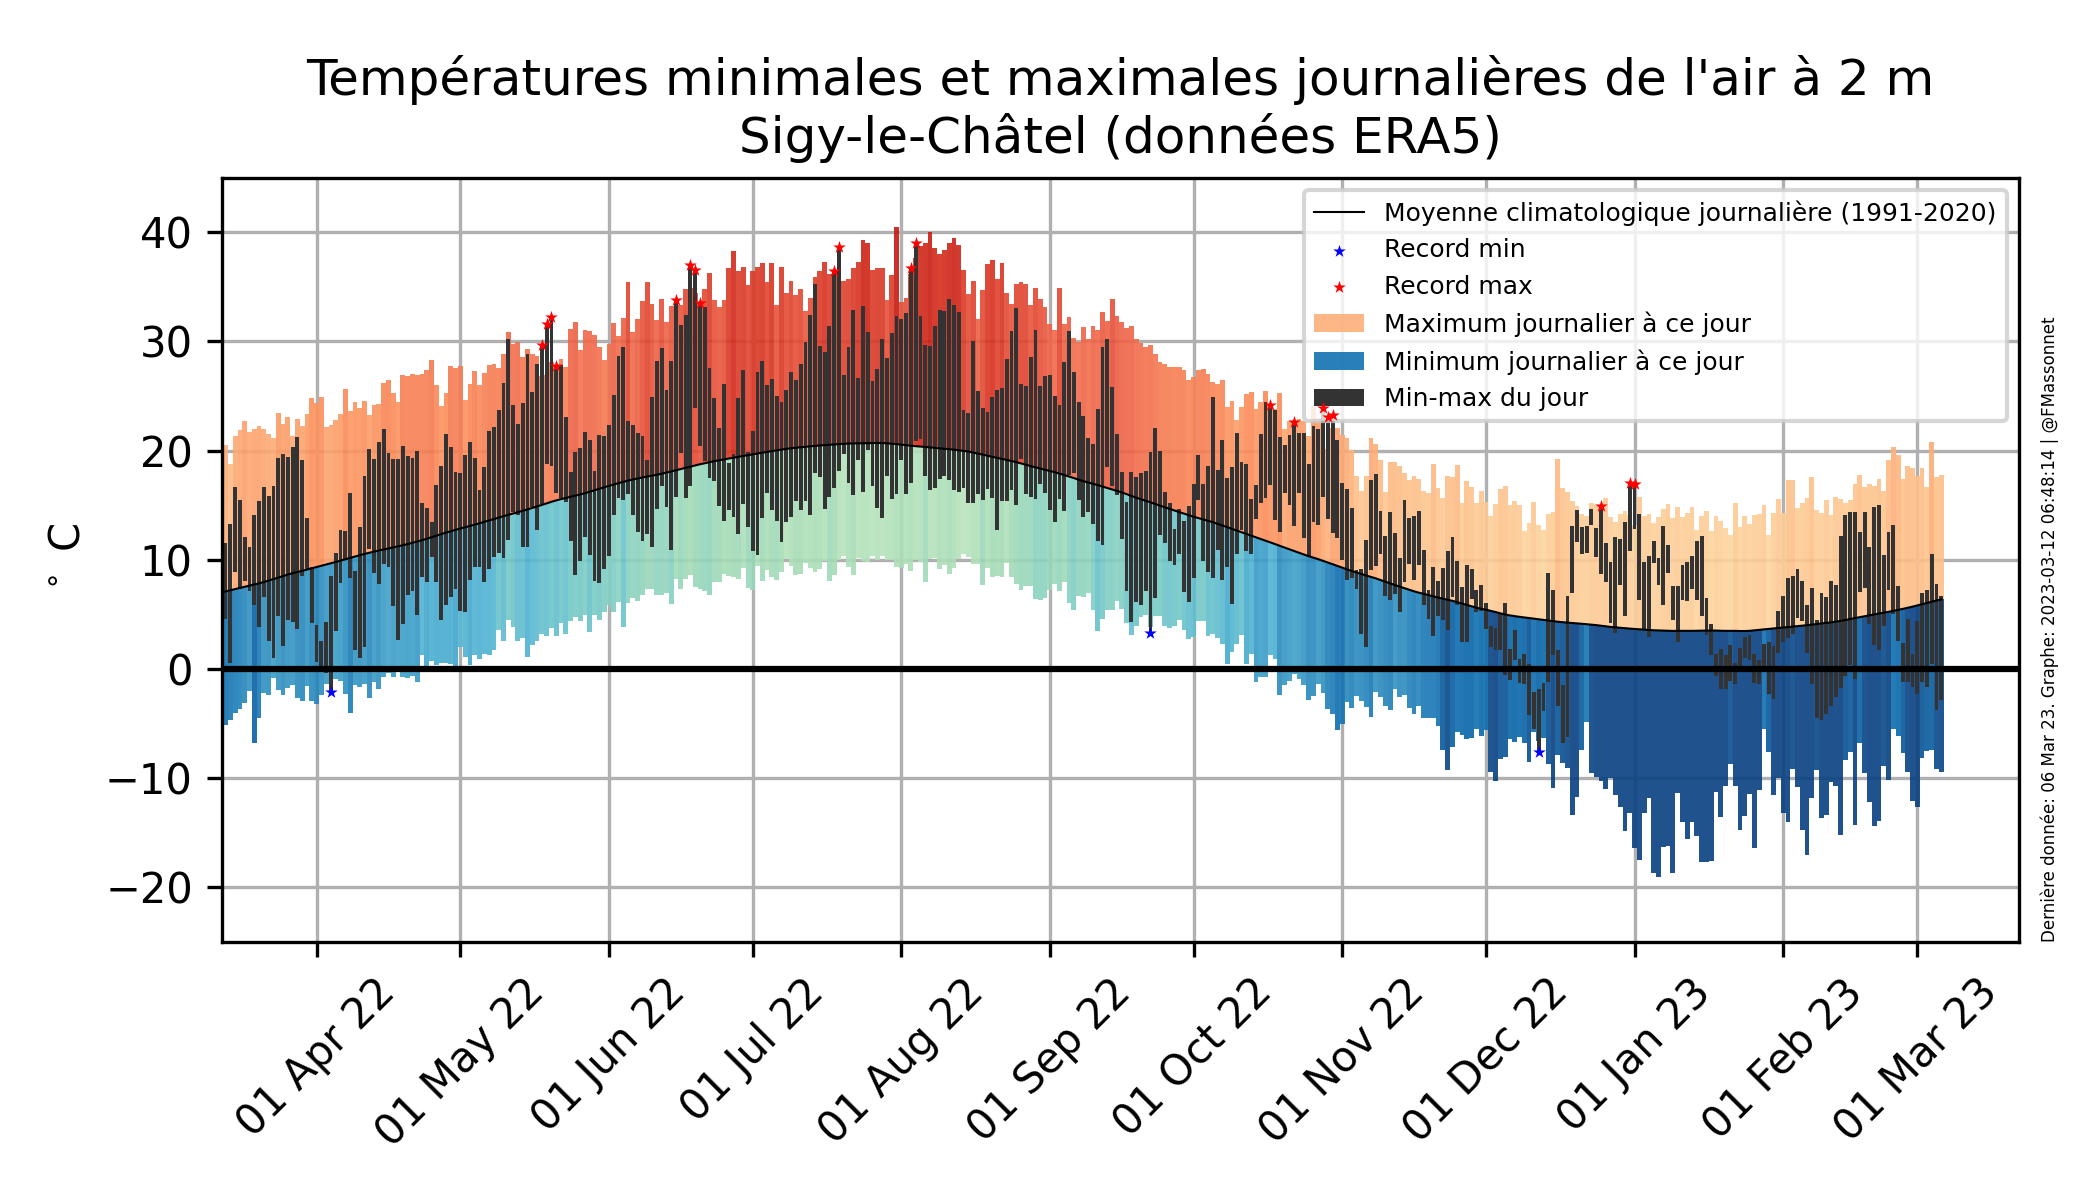 Températures minimales et maximales journalières de l'air à 2 m
Sigy-le-Châtel (données ERA5)
Moyenne climatologique journalière (1991-2020)
Record min
Record max
Maximum journalier à ce jour
Minimum journalier à ce jour
Min-max du jour
40
30
20
10
0
−10
−20
° C
01 Apr 22
01 May 22
01 Jun 22
01 Jul 22
01 Aug 22
01 Sep 22
01 Oct 22
01 Nov 22
01 Dec 22
01 Jan 23
01 Feb 23
01 Mar 23
Dernière donnée: 06 Mar 23. Graphe: 2023-03-12 06:48:14 | @FMassonnet